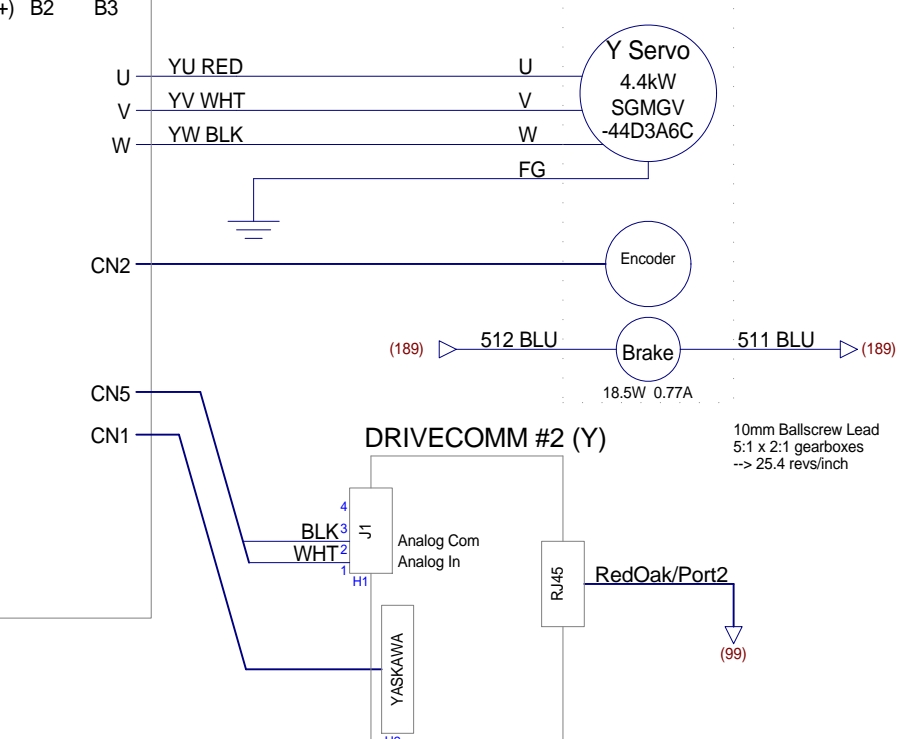 +) B2 B3
U YU RED U
V YV WHT V
W YW BLK W
FG
Y Servo
4.4kW
SGMGV
-44D3A6C
CN2
Encoder
(189) 512 BLU Brake 511 BLU (189)
18.5W 0.77A
CN5
CN1
10mm Ballscrew Lead
5:1 x 2:1 gearboxes
--> 25.4 revs/inch
DRIVECOMM #2 (Y)
4
BLK 3
WHT 2
1
J1
H1
Analog Com
Analog In
RJ45
RedOak/Port2
(99)
YASKAWA